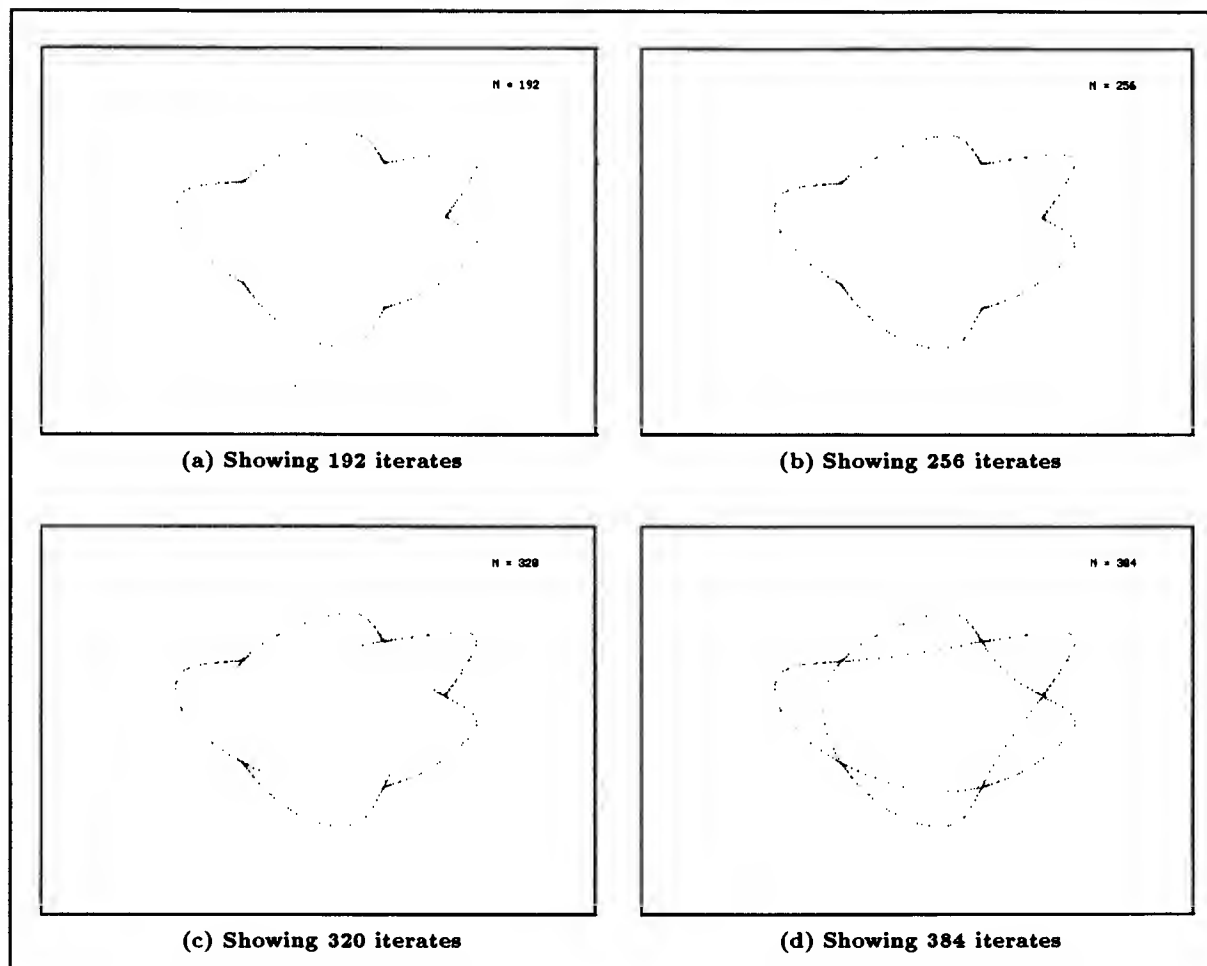 N = 192
N = 256
(a) Showing 192 iterates
(b) Showing 256 iterates
N = 320
N = 384
(c) Showing 320 iterates
(d) Showing 384 iterates